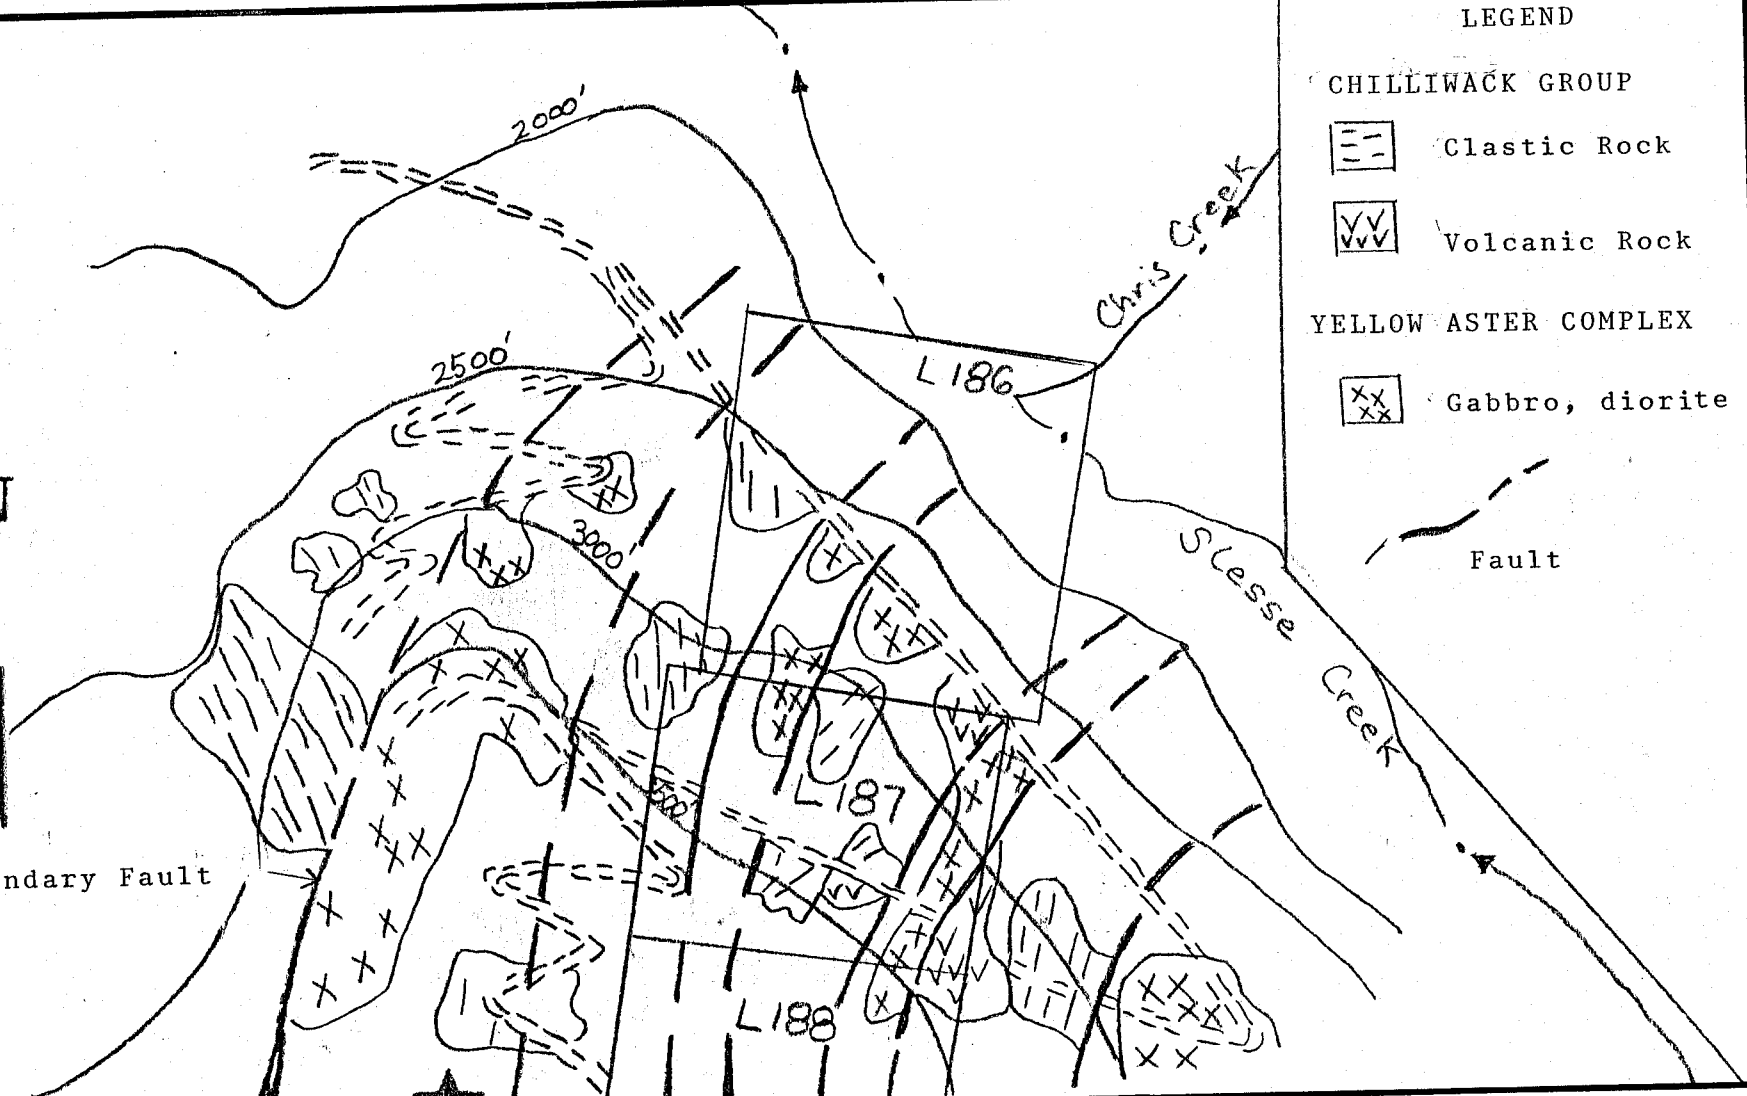 LEGEND
CHILLIWACK GROUP
Clastic Rock
Volcanic Rock
YELLOW ASTER COMPLEX
Gabbro, diorite
Fault
2000'
Chris Creek
2500'
L186
3000'
Slesse Creek
L187
500'
ndary Fault
L188